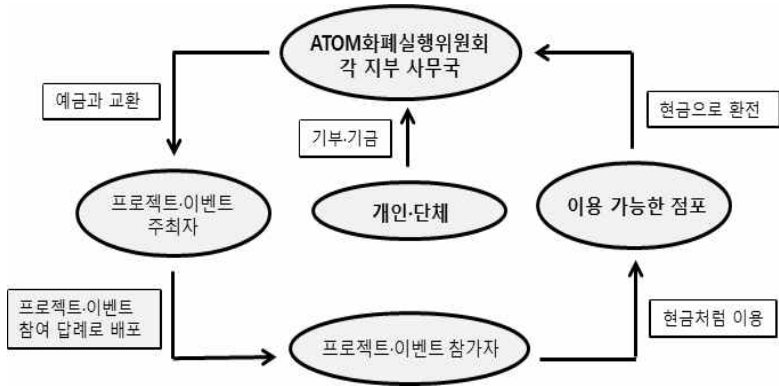 ATOM화폐실행위원회
각 지부 사무국
예금과 교환
기부·기금
현금으로 환전
프로젝트·이벤트
주최자
개인·단체
이용 가능한 점포
프로젝트·이벤트
참여 답례로 배포
프로젝트·이벤트 참가자
현금처럼 이용